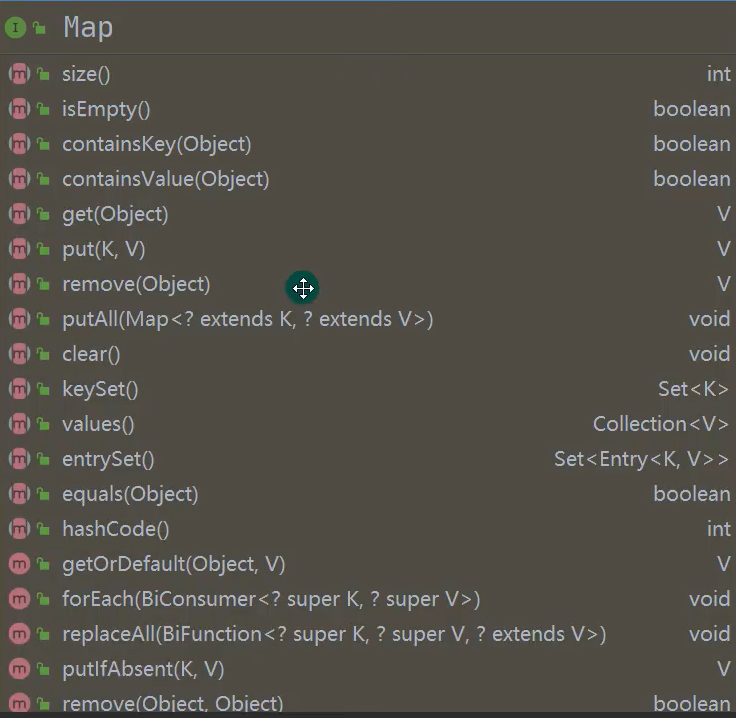 I Map
m size() int
m isEmpty() boolean
m containsKey(Object) boolean
m containsValue(Object) boolean
m get(Object) V
m put(K, V) V
m remove(Object) V
m putAll(Map<? extends K, ? extends V>) void
m clear() void
m keySet() Set<K>
m values() Collection<V>
m entrySet() Set<Entry<K, V>>
m equals(Object) boolean
m hashCode() int
m getOrDefault(Object, V) V
m forEach(BiConsumer<? super K, ? super V>) void
m replaceAll(BiFunction<? super K, ? super V, ? extends V>) void
m putIfAbsent(K, V) V
m remove(Object, Object) boolean